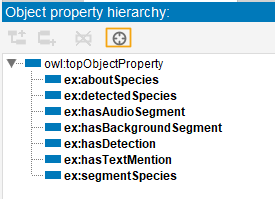 Object property hierarchy:
owl:topObjectProperty
ex:aboutSpecies
ex:detectedSpecies
ex:hasAudioSegment
ex:hasBackgroundSegment
ex:hasDetection
ex:hasTextMention
ex:segmentSpecies